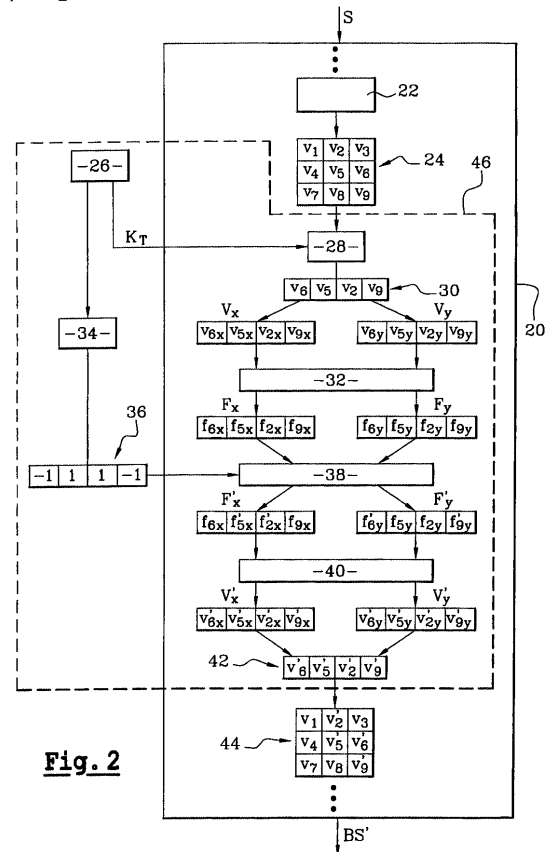 S
22
v1 v2 v3
v4 v5 v6
v7 v8 v9
24
-26-
46
KT
-28-
v6 v5 v2 v9
30
Vx Vy
v6x v5x v2x v9x v6y v5y v2y v9y
20
-34-
-32-
Fx Fy
f6x f5x f2x f9x f6y f5y f2y f9y
36
-1 1 1 -1
-38-
F'x F'y
f6x f'5x f'2x f9x f'6y f5y f2y f'9y
-40-
V'x V'y
v'6x v'5x v'2x v'9x v'6y v'5y v'2y v'9y
42
v'6 v'5 v'2 v'9
v1 v'2 v3
v4 v'5 v'6
v7 v8 v'9
44
Fig. 2
BS'